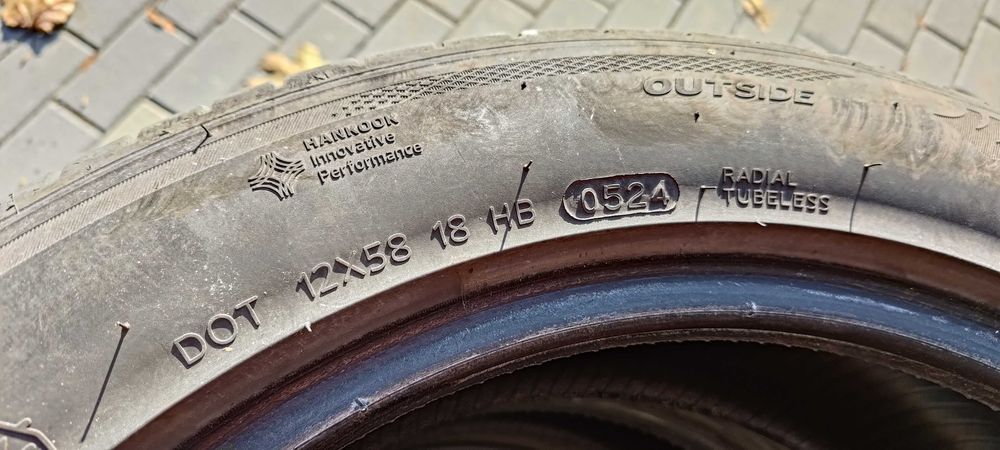 OUTSIDE
HANKOOK
Innovative
Performance
RADIAL
TUBELESS
DOT 12X58 18 HB 0524